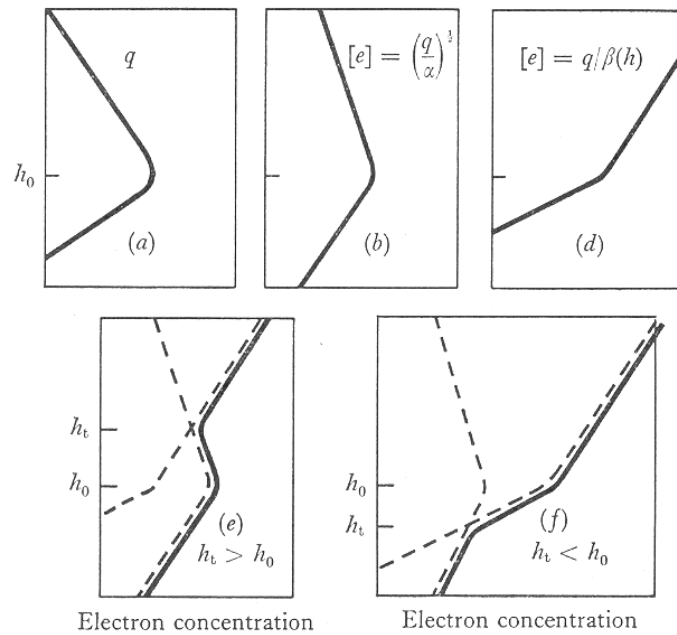 q
h₀
(a)
[e] = (q/α)^½
(b)
[e] = q/β(h)
(d)
hₜ
h₀
(e)
hₜ > h₀
Electron concentration
h₀
hₜ
(f)
hₜ < h₀
Electron concentration